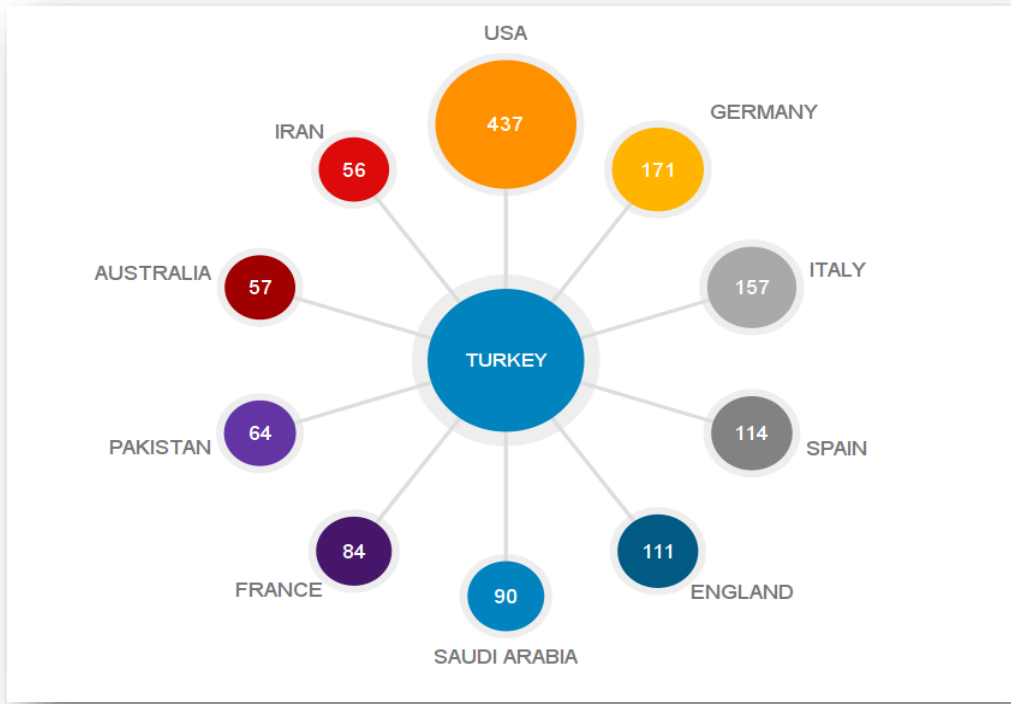 USA
437
GERMANY
171
IRAN
56
ITALY
157
AUSTRALIA
57
TURKEY
SPAIN
114
PAKISTAN
64
ENGLAND
111
FRANCE
84
90
SAUDI ARABIA